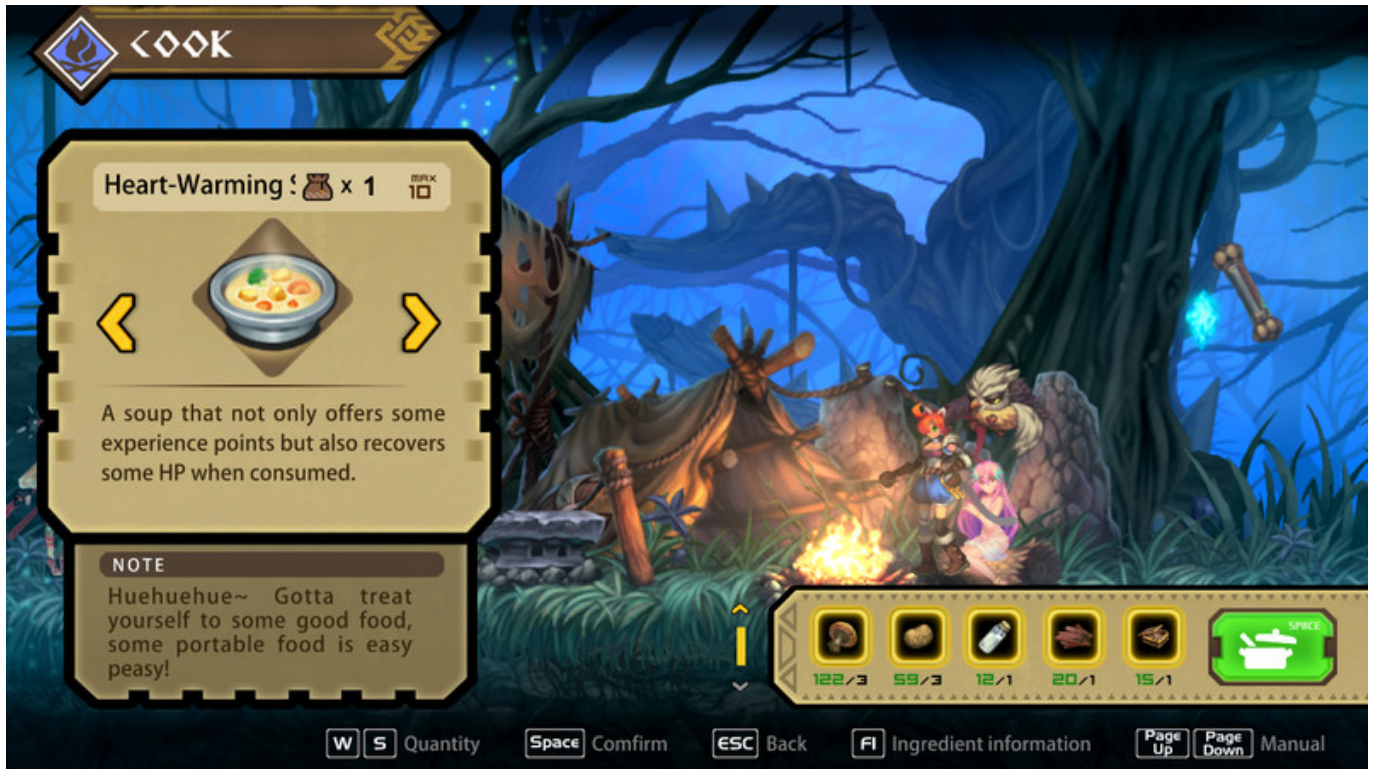 COOK
Heart-Warming S x 1 MAX 10
A soup that not only offers some
experience points but also recovers
some HP when consumed.
NOTE
Huehuehue~ Gotta treat
yourself to some good food,
some portable food is easy
peasy!
122/3 59/3 12/1 20/1 15/1
SPACE
W S Quantity Space Comfirm ESC Back F1 Ingredient information Page Up Page Down Manual